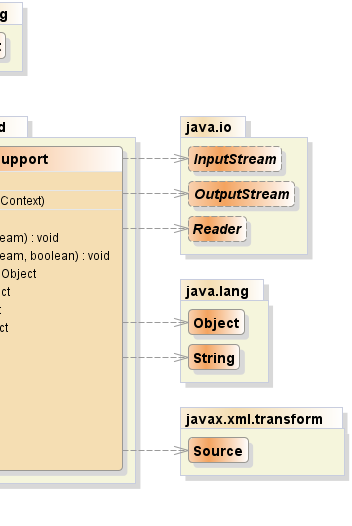 g
t
d
upport
Context)
eam) : void
eam, boolean) : void
Object
ct
t
ct
java.io
InputStream
OutputStream
Reader
java.lang
Object
String
javax.xml.transform
Source